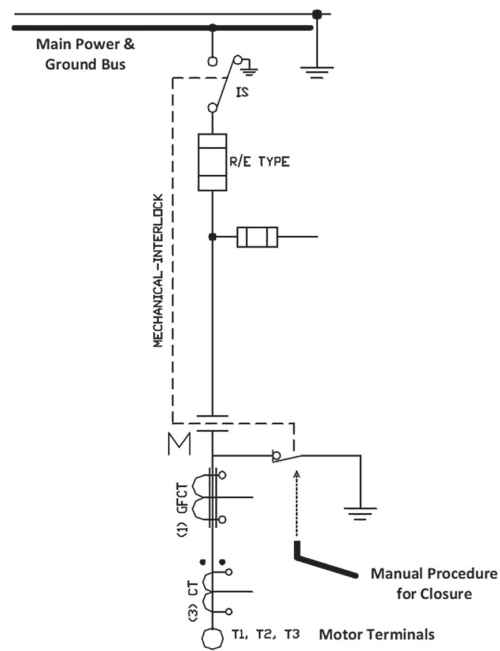 Main Power &
Ground Bus
IS
R/E TYPE
MECHANICAL-INTERLOCK
M
(1) GFCT
(3) CT
Manual Procedure
for Closure
T1, T2, T3
Motor Terminals